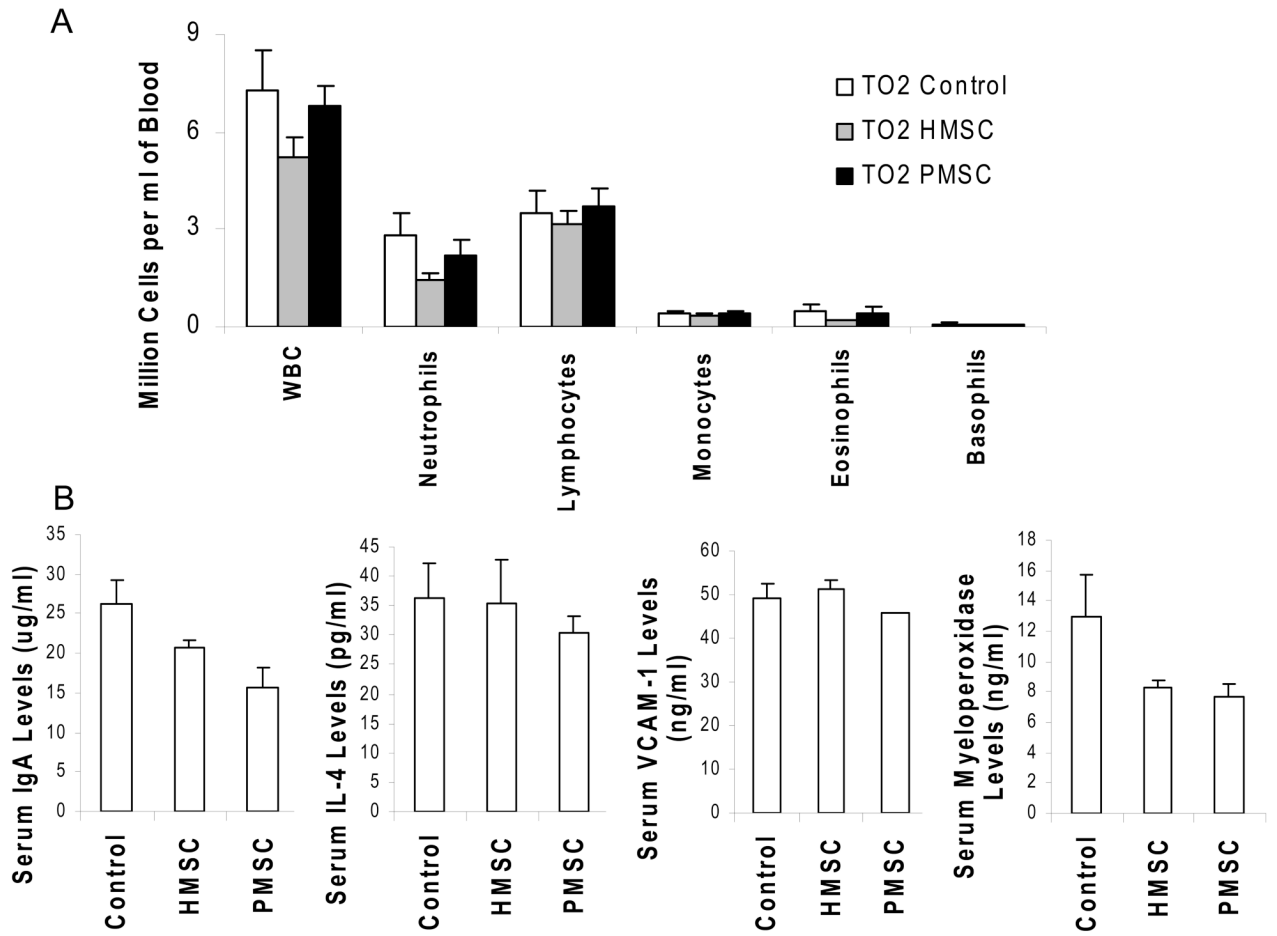 A
Million Cells per ml of Blood
9
6
3
0
TO2 Control
TO2 HMSC
TO2 PMSC
WBC
Neutrophils
Lymphocytes
Monocytes
Eosinophils
Basophils
B
Serum IgA Levels (ug/ml)
35
30
25
20
15
10
5
0
Control
HMSC
PMSC
Serum IL-4 Levels (pg/ml)
45
40
35
30
25
20
15
10
5
0
Control
HMSC
PMSC
Serum VCAM-1 Levels
(ng/ml)
60
50
40
30
20
10
0
Control
HMSC
PMSC
Serum Myeloperoxidase
Levels (ng/ml)
18
16
14
12
10
8
6
4
2
0
Control
HMSC
PMSC